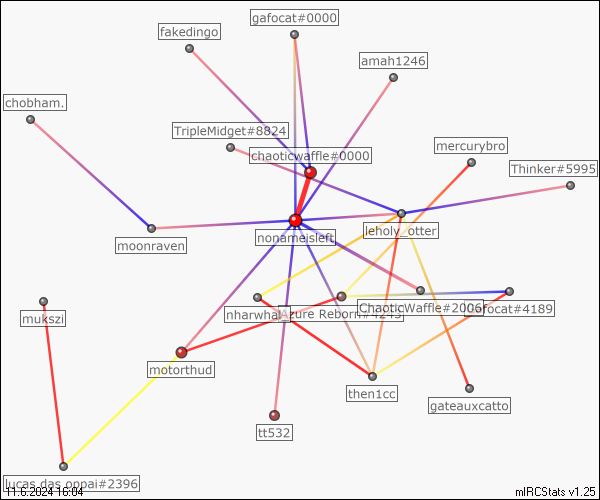 gafocat#0000
fakedingo
amah1246
chobham.
TripleMidget#8824
mercurybro
chaoticwaffle#0000
Thinker#5995
nonameisleft
leholy_otter
moonraven
nharwhal
Azure Reborn#4245
ChaoticWaffle#2006
Gafocat#4189
mukszi
motorthud
then1cc
gateauxcatto
tt532
lucas das oppai#2396
11.6.2024 16:04
mIRCStats v1.25